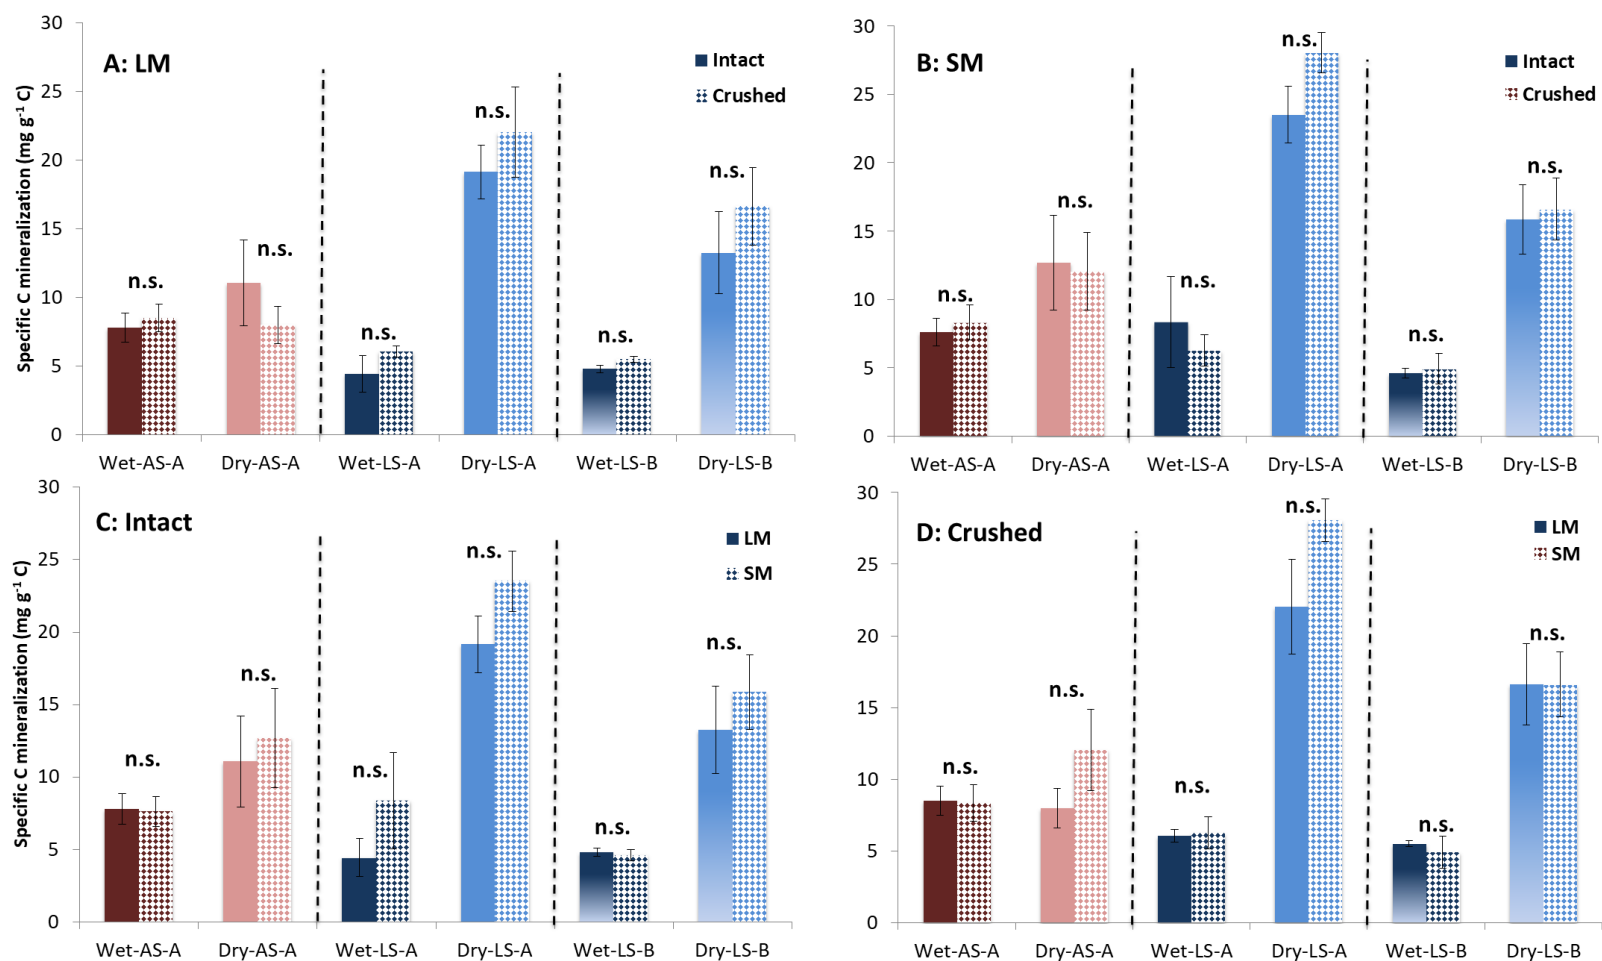 A: LM
Specific C mineralization (mg g⁻¹ C)
30
25
20
15
10
5
0
Intact
Crushed
n.s.
n.s.
n.s.
n.s.
n.s.
n.s.
Wet-AS-A Dry-AS-A Wet-LS-A Dry-LS-A Wet-LS-B Dry-LS-B
B: SM
30
25
20
15
10
5
0
Intact
Crushed
n.s.
n.s.
n.s.
n.s.
n.s.
n.s.
Wet-AS-A Dry-AS-A Wet-LS-A Dry-LS-A Wet-LS-B Dry-LS-B
C: Intact
Specific C mineralization (mg g⁻¹ C)
30
25
20
15
10
5
0
LM
SM
n.s.
n.s.
n.s.
n.s.
n.s.
n.s.
Wet-AS-A Dry-AS-A Wet-LS-A Dry-LS-A Wet-LS-B Dry-LS-B
D: Crushed
30
25
20
15
10
5
0
LM
SM
n.s.
n.s.
n.s.
n.s.
n.s.
n.s.
Wet-AS-A Dry-AS-A Wet-LS-A Dry-LS-A Wet-LS-B Dry-LS-B